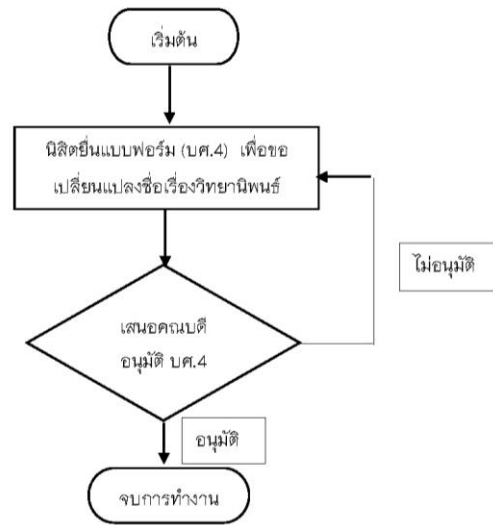 เริ่มต้น
นิสิตยื่นแบบฟอร์ม (บศ.4) เพื่อขอ
เปลี่ยนแปลงชื่อเรื่องวิทยานิพนธ์
ไม่อนุมัติ
เสนอคณบดี
อนุมัติ บศ.4
อนุมัติ
จบการทำงาน